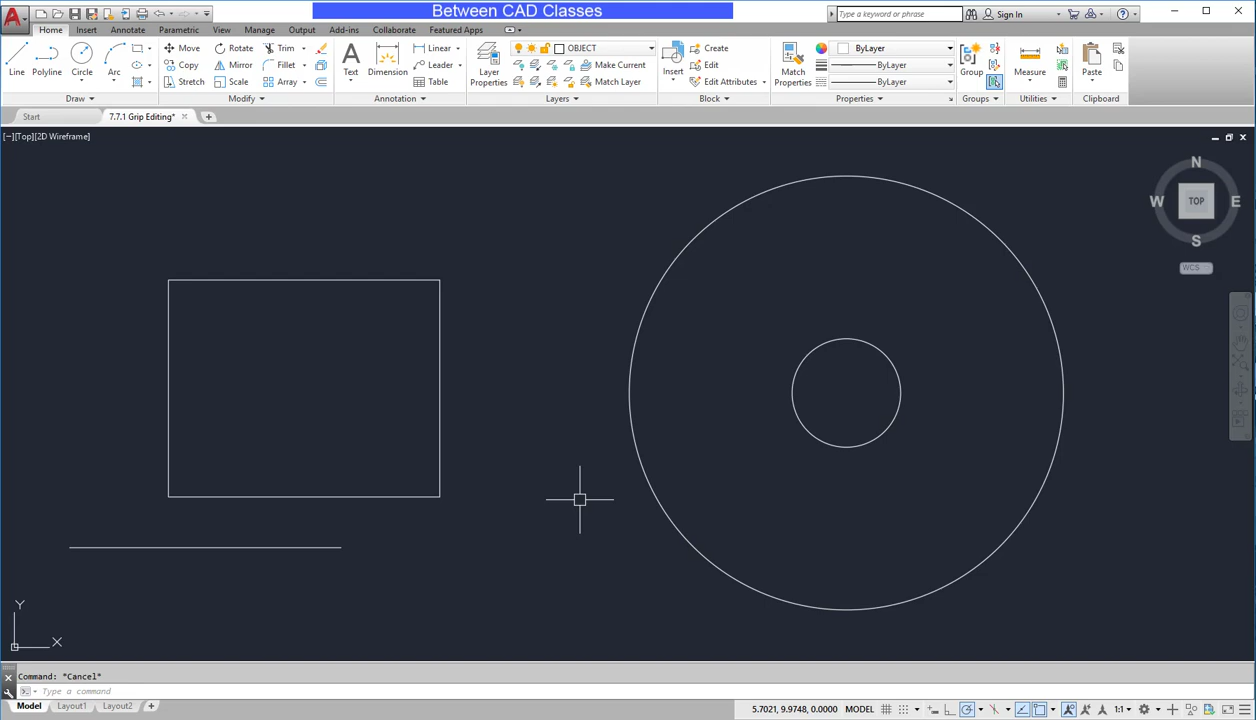 Between CAD Classes
Type a keyword or phrase
Sign In
Home Insert Annotate Parametric View Manage Output Add-ins Collaborate Featured Apps
Line Polyline Circle Arc
Move Rotate Trim
Copy Mirror Fillet
Stretch Scale Array
Text Dimension
Linear
Leader
Table
Layer
Properties
OBJECT
Make Current
Match Layer
Insert
Create
Edit
Edit Attributes
Match
Properties
ByLayer
ByLayer
ByLayer
Group
Measure
Paste
Draw Modify Annotation Layers Block Properties Groups Utilities Clipboard
Start
7.7.1 Grip Editing*
[−][Top][2D Wireframe]
N
W TOP E
S
WCS
Y
X
Command: *Cancel*
Type a command
Model Layout1 Layout2
5.7021, 9.9748, 0.0000 MODEL
1:1